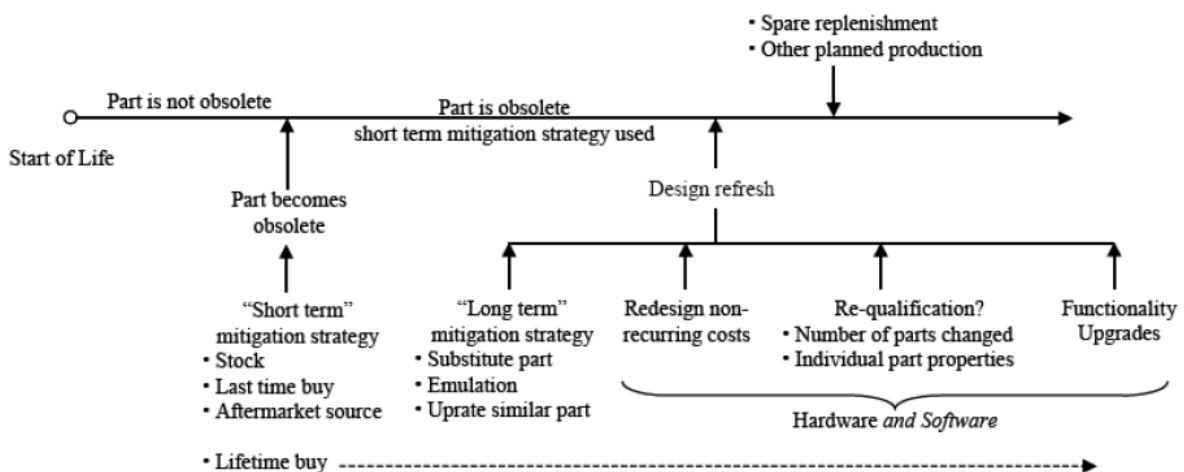 • Spare replenishment
• Other planned production
Part is not obsolete
Part is obsolete
short term mitigation strategy used
Start of Life
Design refresh
Part becomes
obsolete
"Short term"
mitigation strategy
• Stock
• Last time buy
• Aftermarket source
• Lifetime buy
"Long term"
mitigation strategy
• Substitute part
• Emulation
• Uprate similar part
Redesign non-
recurring costs
Re-qualification?
• Number of parts changed
• Individual part properties
Functionality
Upgrades
Hardware and Software